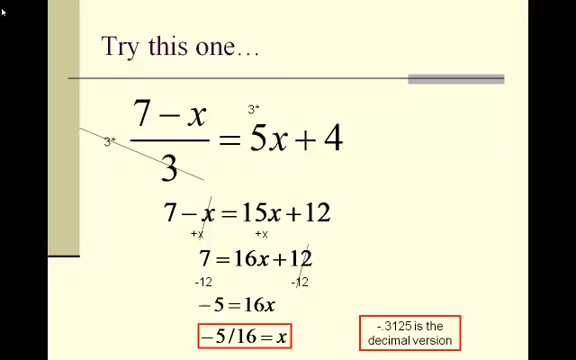 Try this one…
3* (7 – x)/3 = 3* 5x + 4
7 – x = 15x + 12
+x +x
7 = 16x + 12
-12 -12
–5 = 16x
–5/16 = x
-.3125 is the
decimal version